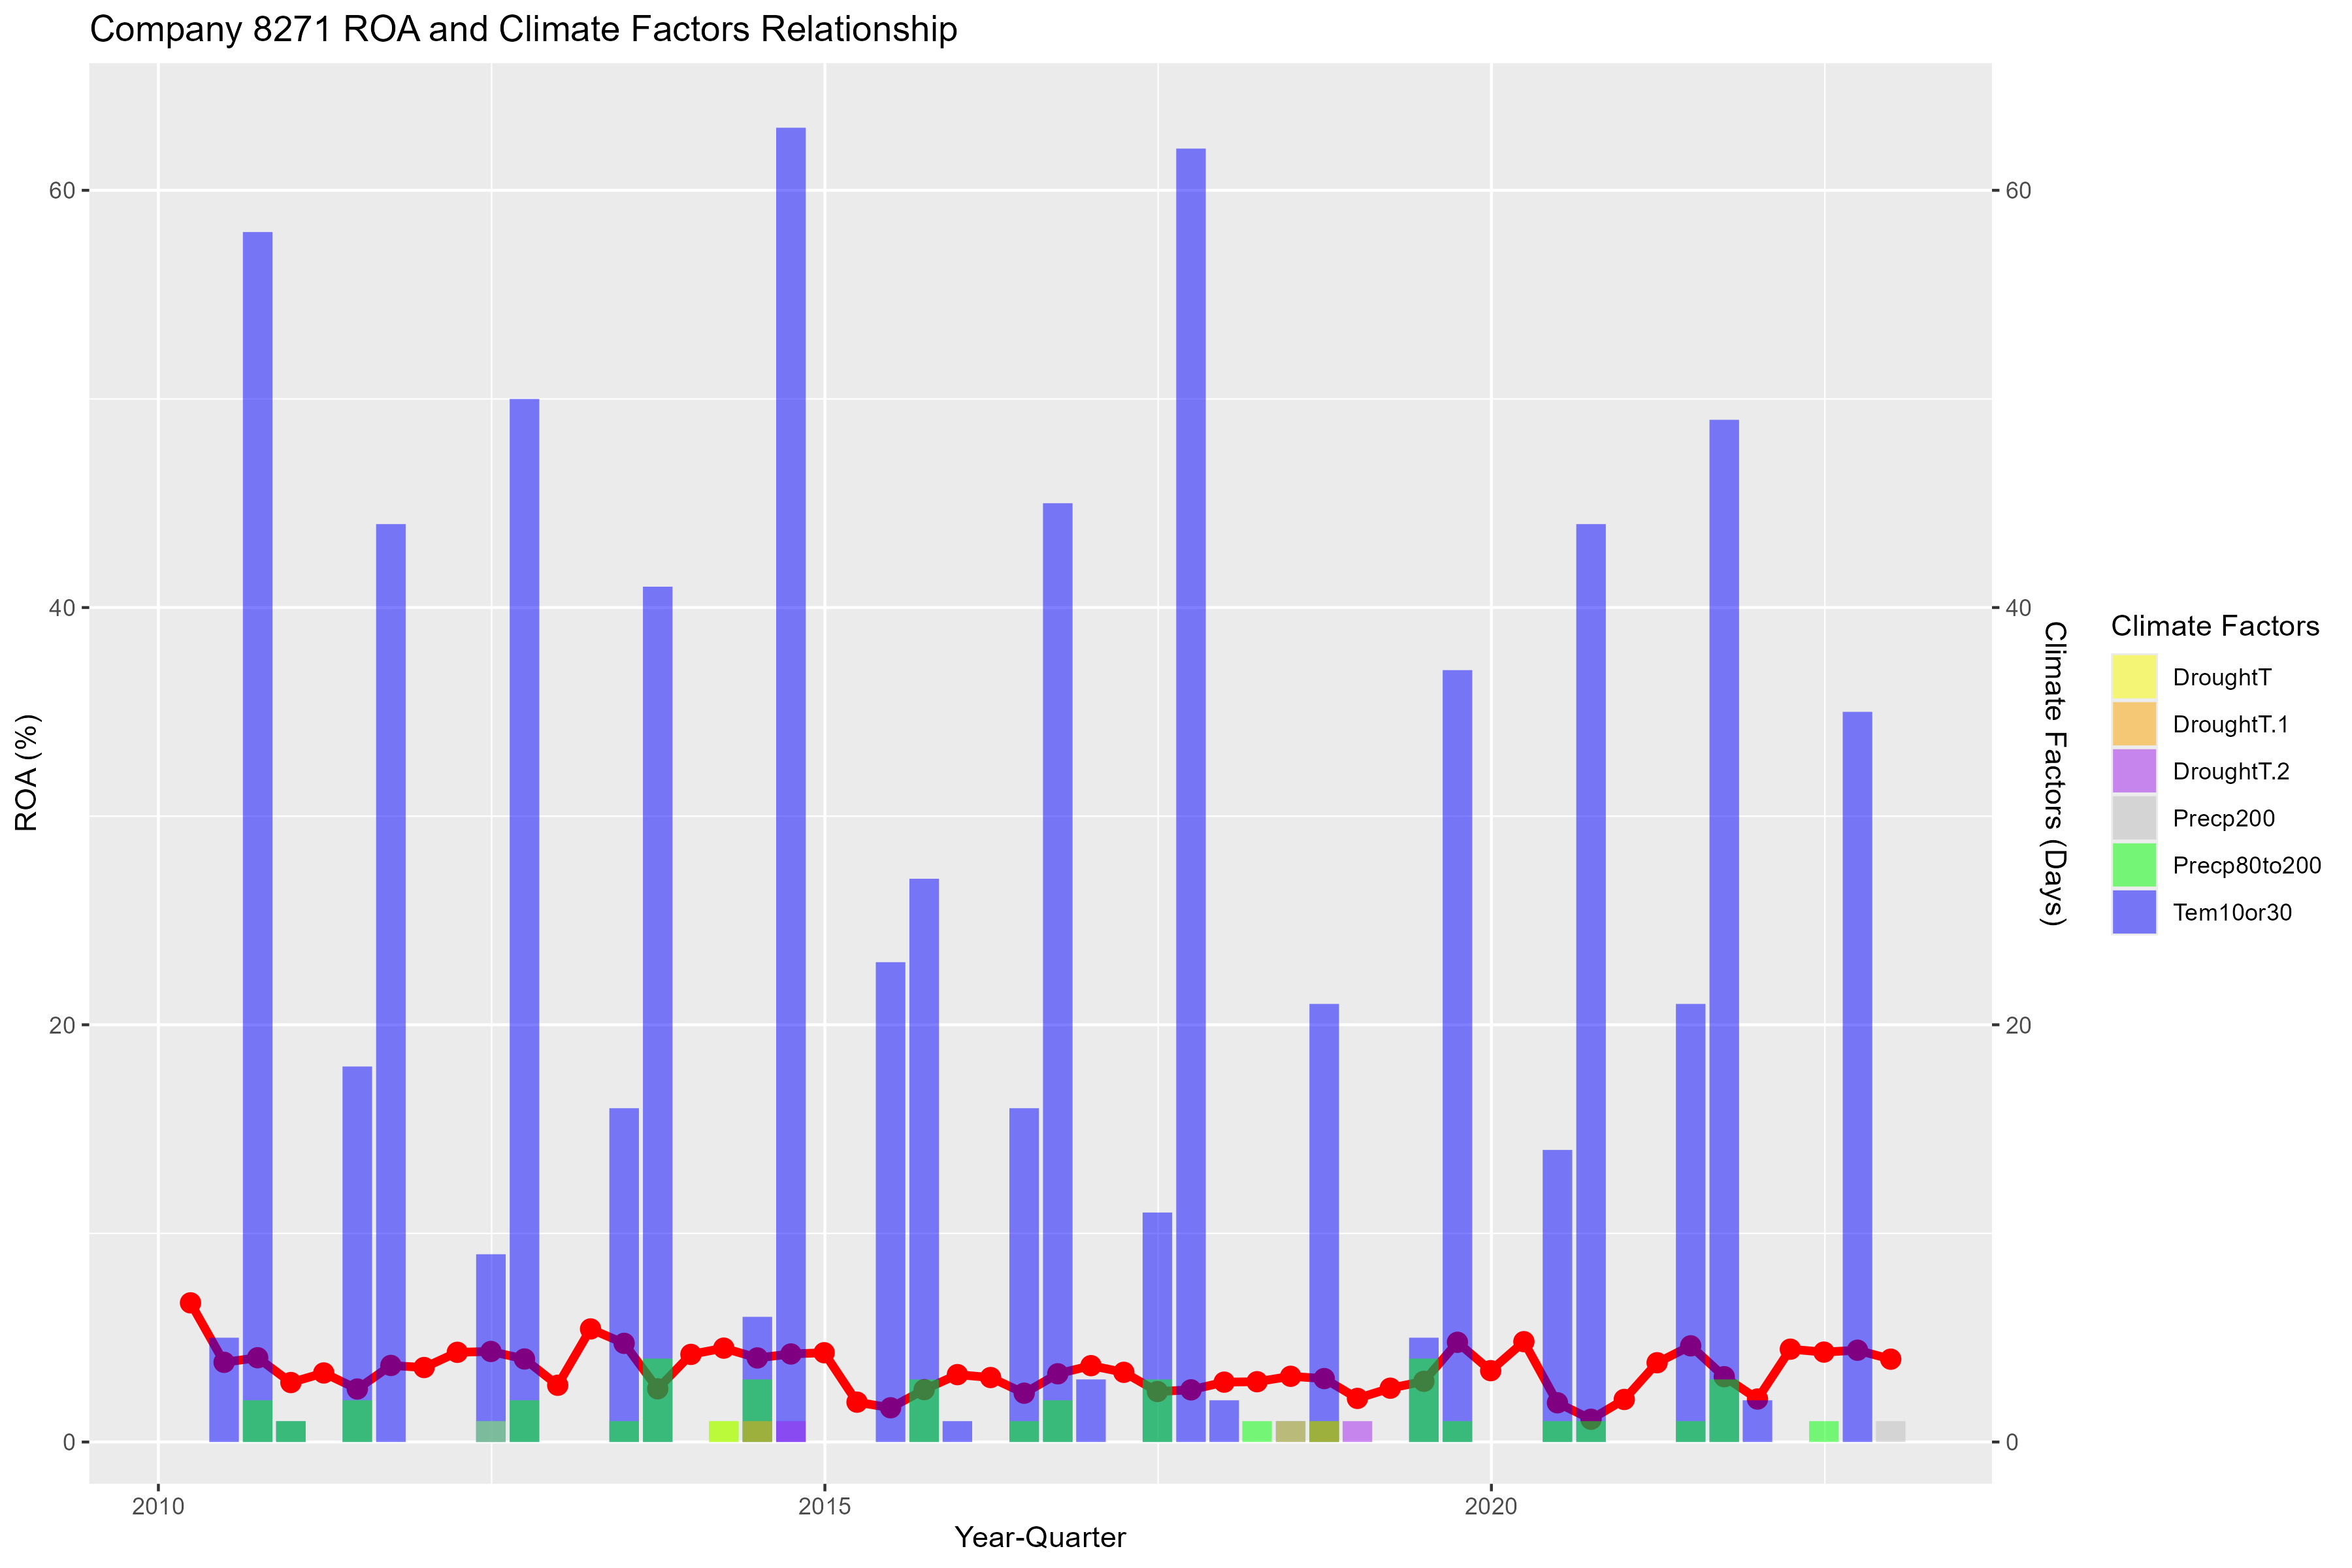 Company 8271 ROA and Climate Factors Relationship
60
40
20
0
ROA (%)
60
40
20
0
Climate Factors (Days)
2010
2015
2020
Year-Quarter
Climate Factors
DroughtT
DroughtT.1
DroughtT.2
Precp200
Precp80to200
Tem10or30